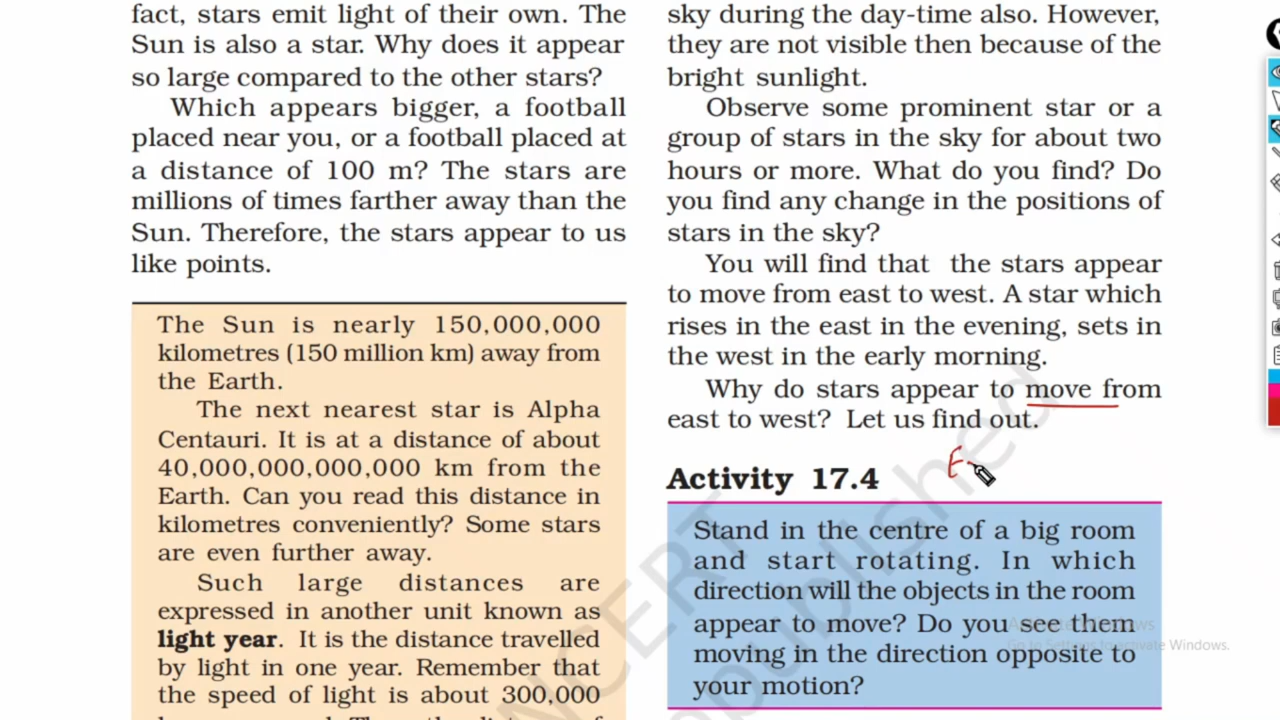 fact, stars emit light of their own. The
Sun is also a star. Why does it appear
so large compared to the other stars?
Which appears bigger, a football
placed near you, or a football placed at
a distance of 100 m? The stars are
millions of times farther away than the
Sun. Therefore, the stars appear to us
like points.
The Sun is nearly 150,000,000
kilometres (150 million km) away from
the Earth.
The next nearest star is Alpha
Centauri. It is at a distance of about
40,000,000,000,000 km from the
Earth. Can you read this distance in
kilometres conveniently? Some stars
are even further away.
Such large distances are
expressed in another unit known as
light year. It is the distance travelled
by light in one year. Remember that
the speed of light is about 300,000
sky during the day-time also. However,
they are not visible then because of the
bright sunlight.
Observe some prominent star or a
group of stars in the sky for about two
hours or more. What do you find? Do
you find any change in the positions of
stars in the sky?
You will find that the stars appear
to move from east to west. A star which
rises in the east in the evening, sets in
the west in the early morning.
Why do stars appear to move from
east to west? Let us find out.
E
Activity 17.4
Stand in the centre of a big room
and start rotating. In which
direction will the objects in the room
appear to move? Do you see them
moving in the direction opposite to
your motion?
Activate Windows
Go to Settings to activate Windows.
NCERT
published